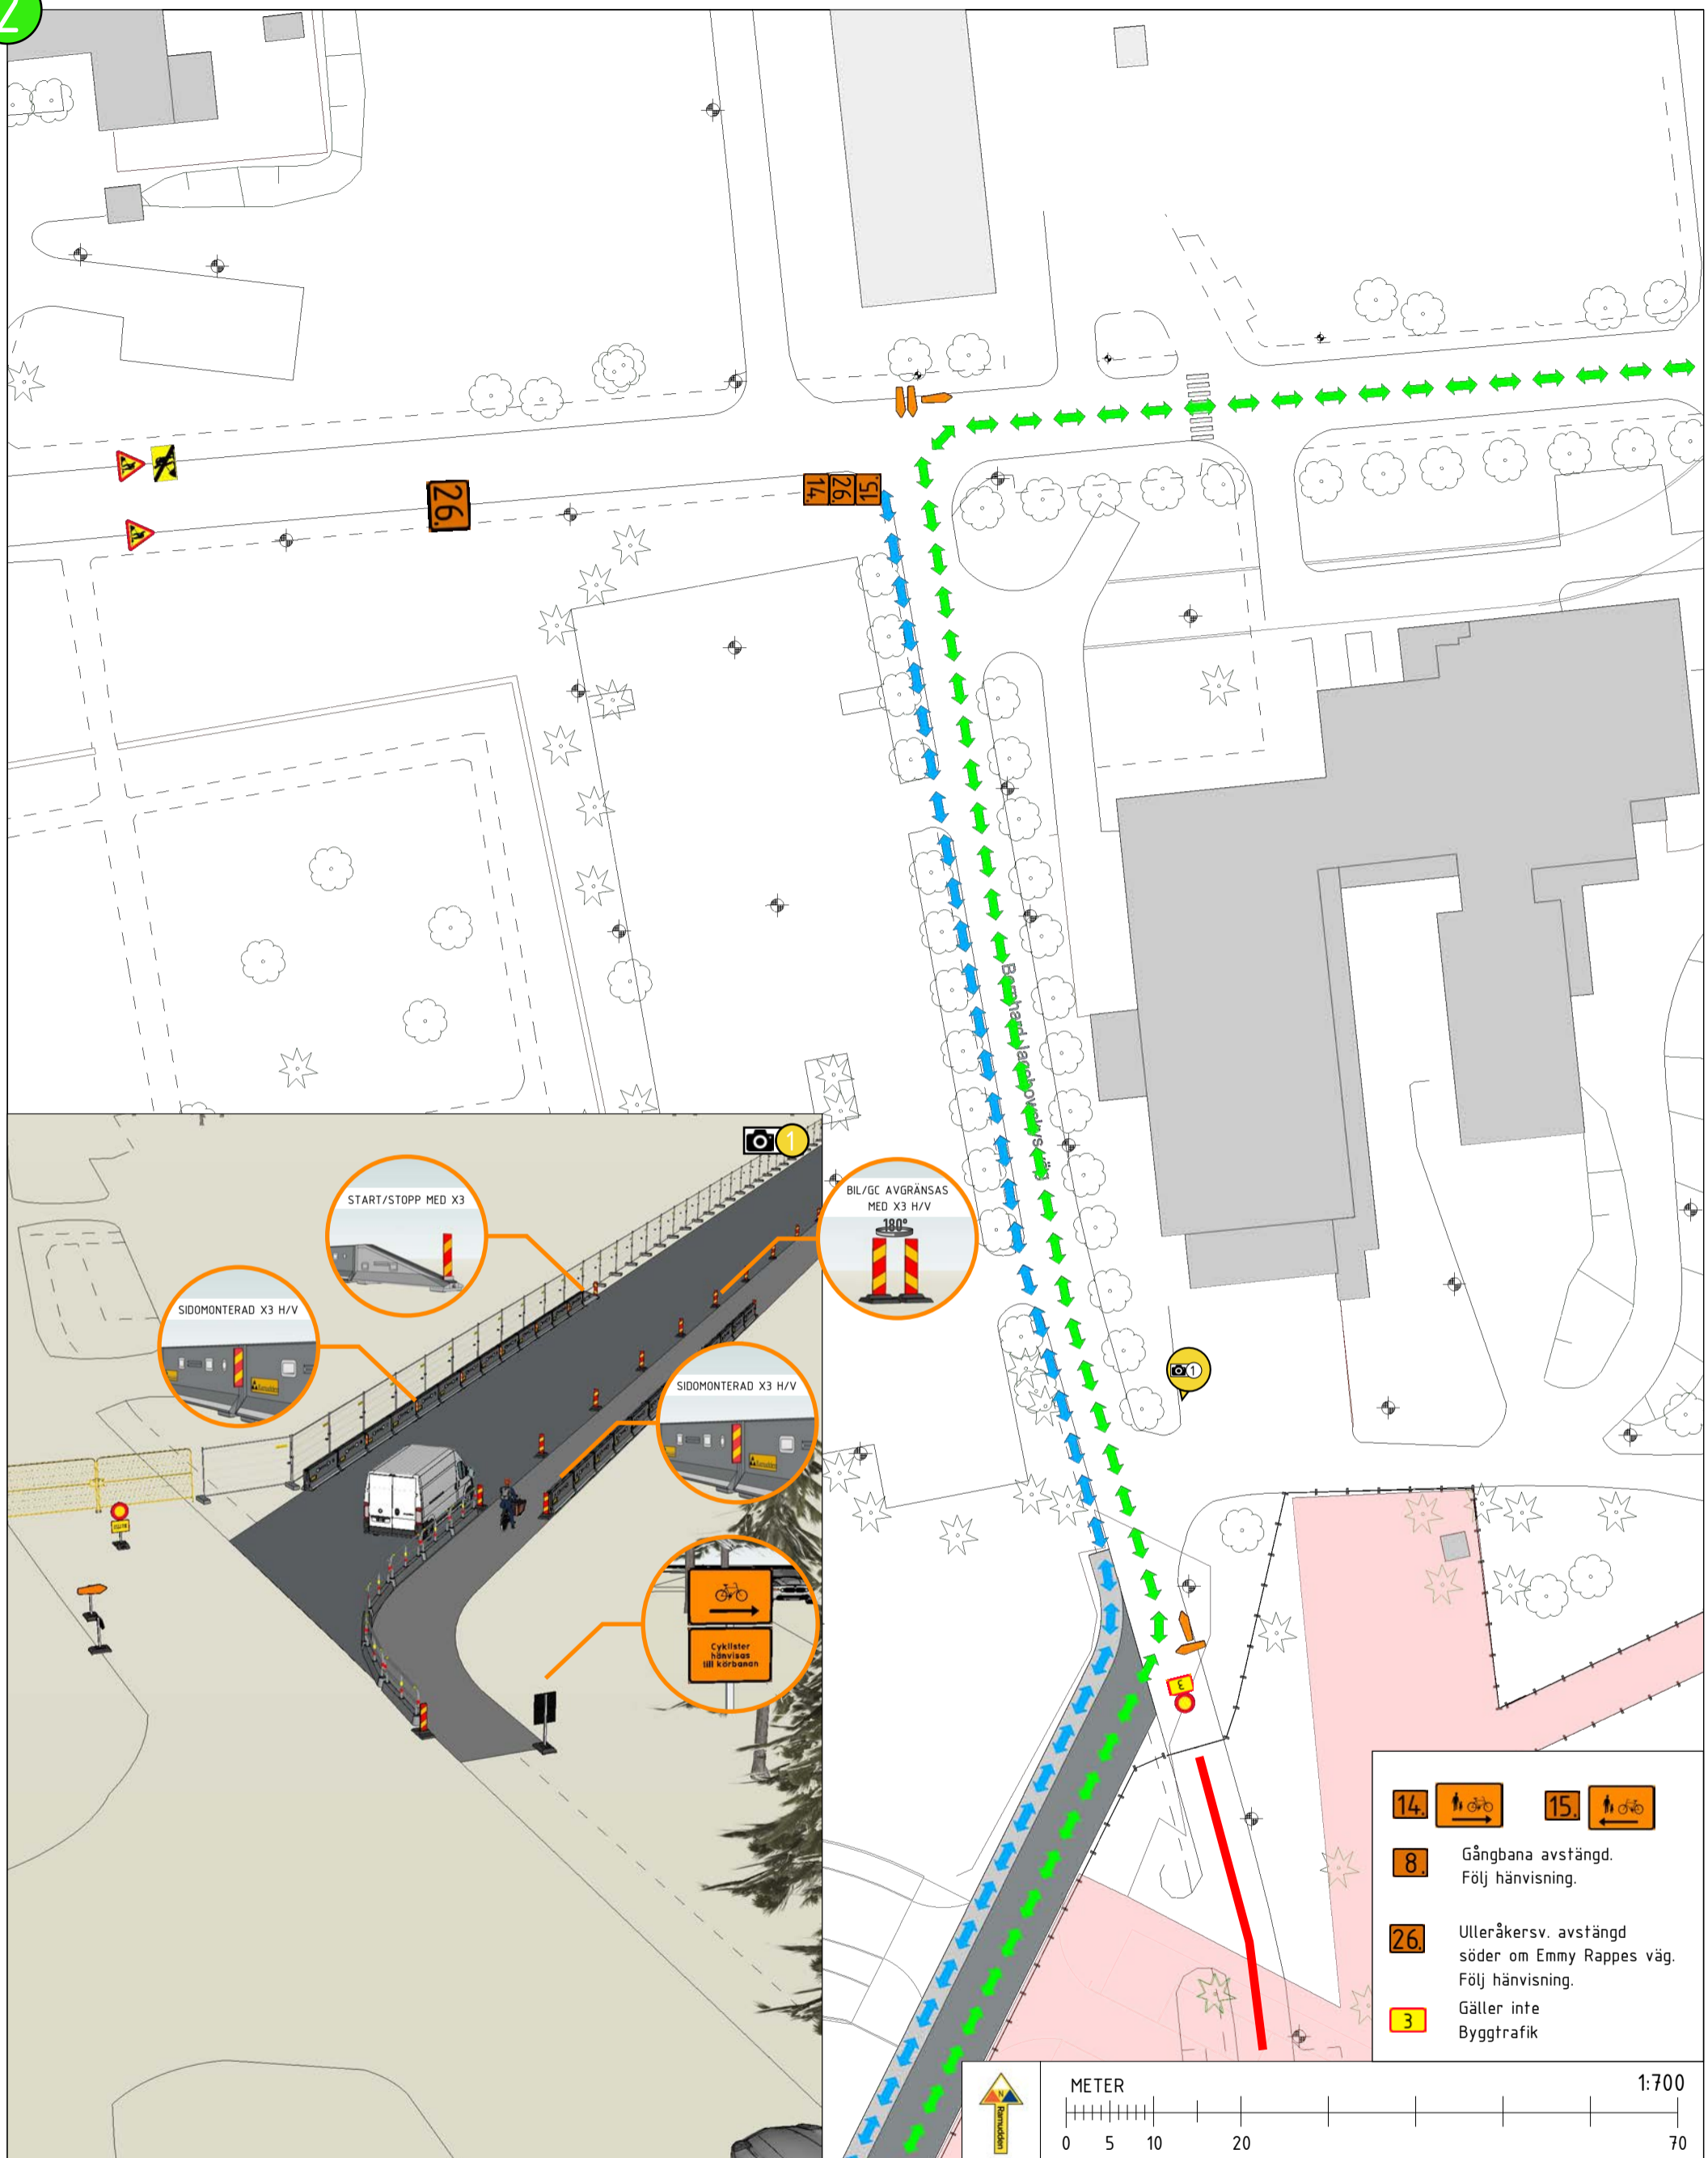 2
26.
14.
26.
15.
1
START/STOPP MED X3
BIL/GC AVGRÄNSAS
MED X3 H/V
180°
SIDOMONTERAD X3 H/V
SIDOMONTERAD X3 H/V
Cyklister
hänvisas
till körbanan
1
3
14.
15.
8.
Gångbana avstängd.
Följ hänvisning.
26.
Ulleråkersv. avstängd
söder om Emmy Rappes väg.
Följ hänvisning.
3
Gäller inte
Byggtrafik
N
Ramudden
METER
1:700
0 5 10 20 70